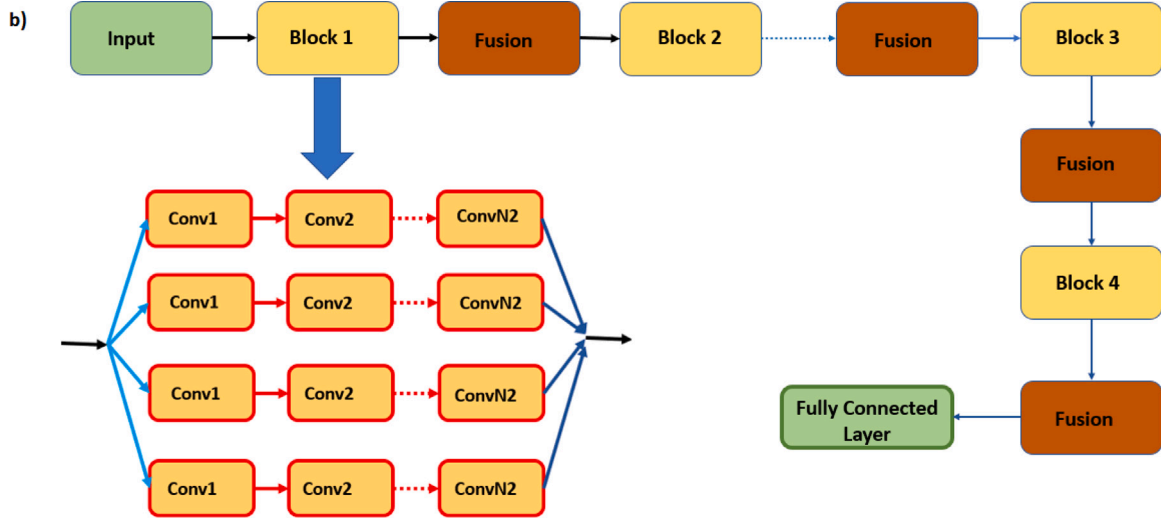 b)
Input
Block 1
Fusion
Block 2
Fusion
Block 3
Fusion
Block 4
Fusion
Fully Connected
Layer
Conv1
Conv2
ConvN2
Conv1
Conv2
ConvN2
Conv1
Conv2
ConvN2
Conv1
Conv2
ConvN2